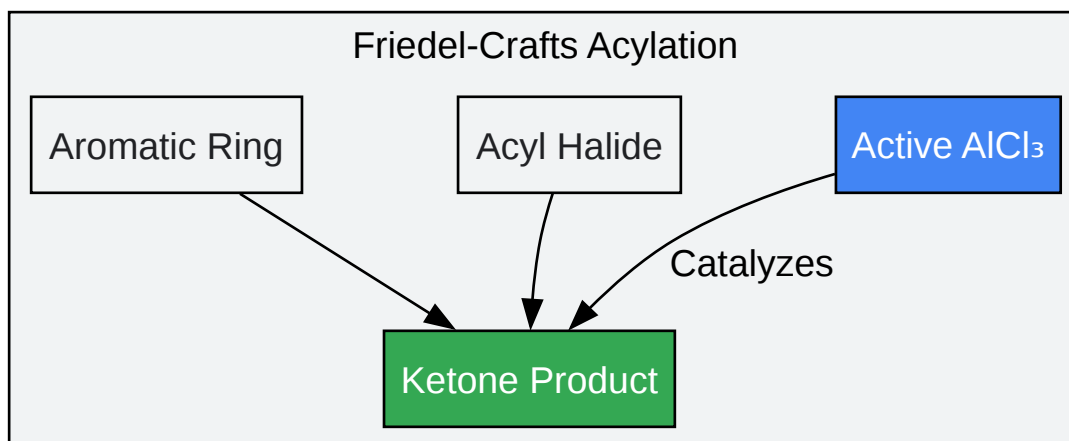 Friedel-Crafts Acylation
Aromatic Ring
Acyl Halide
Active AlCl₃
Catalyzes
Ketone Product